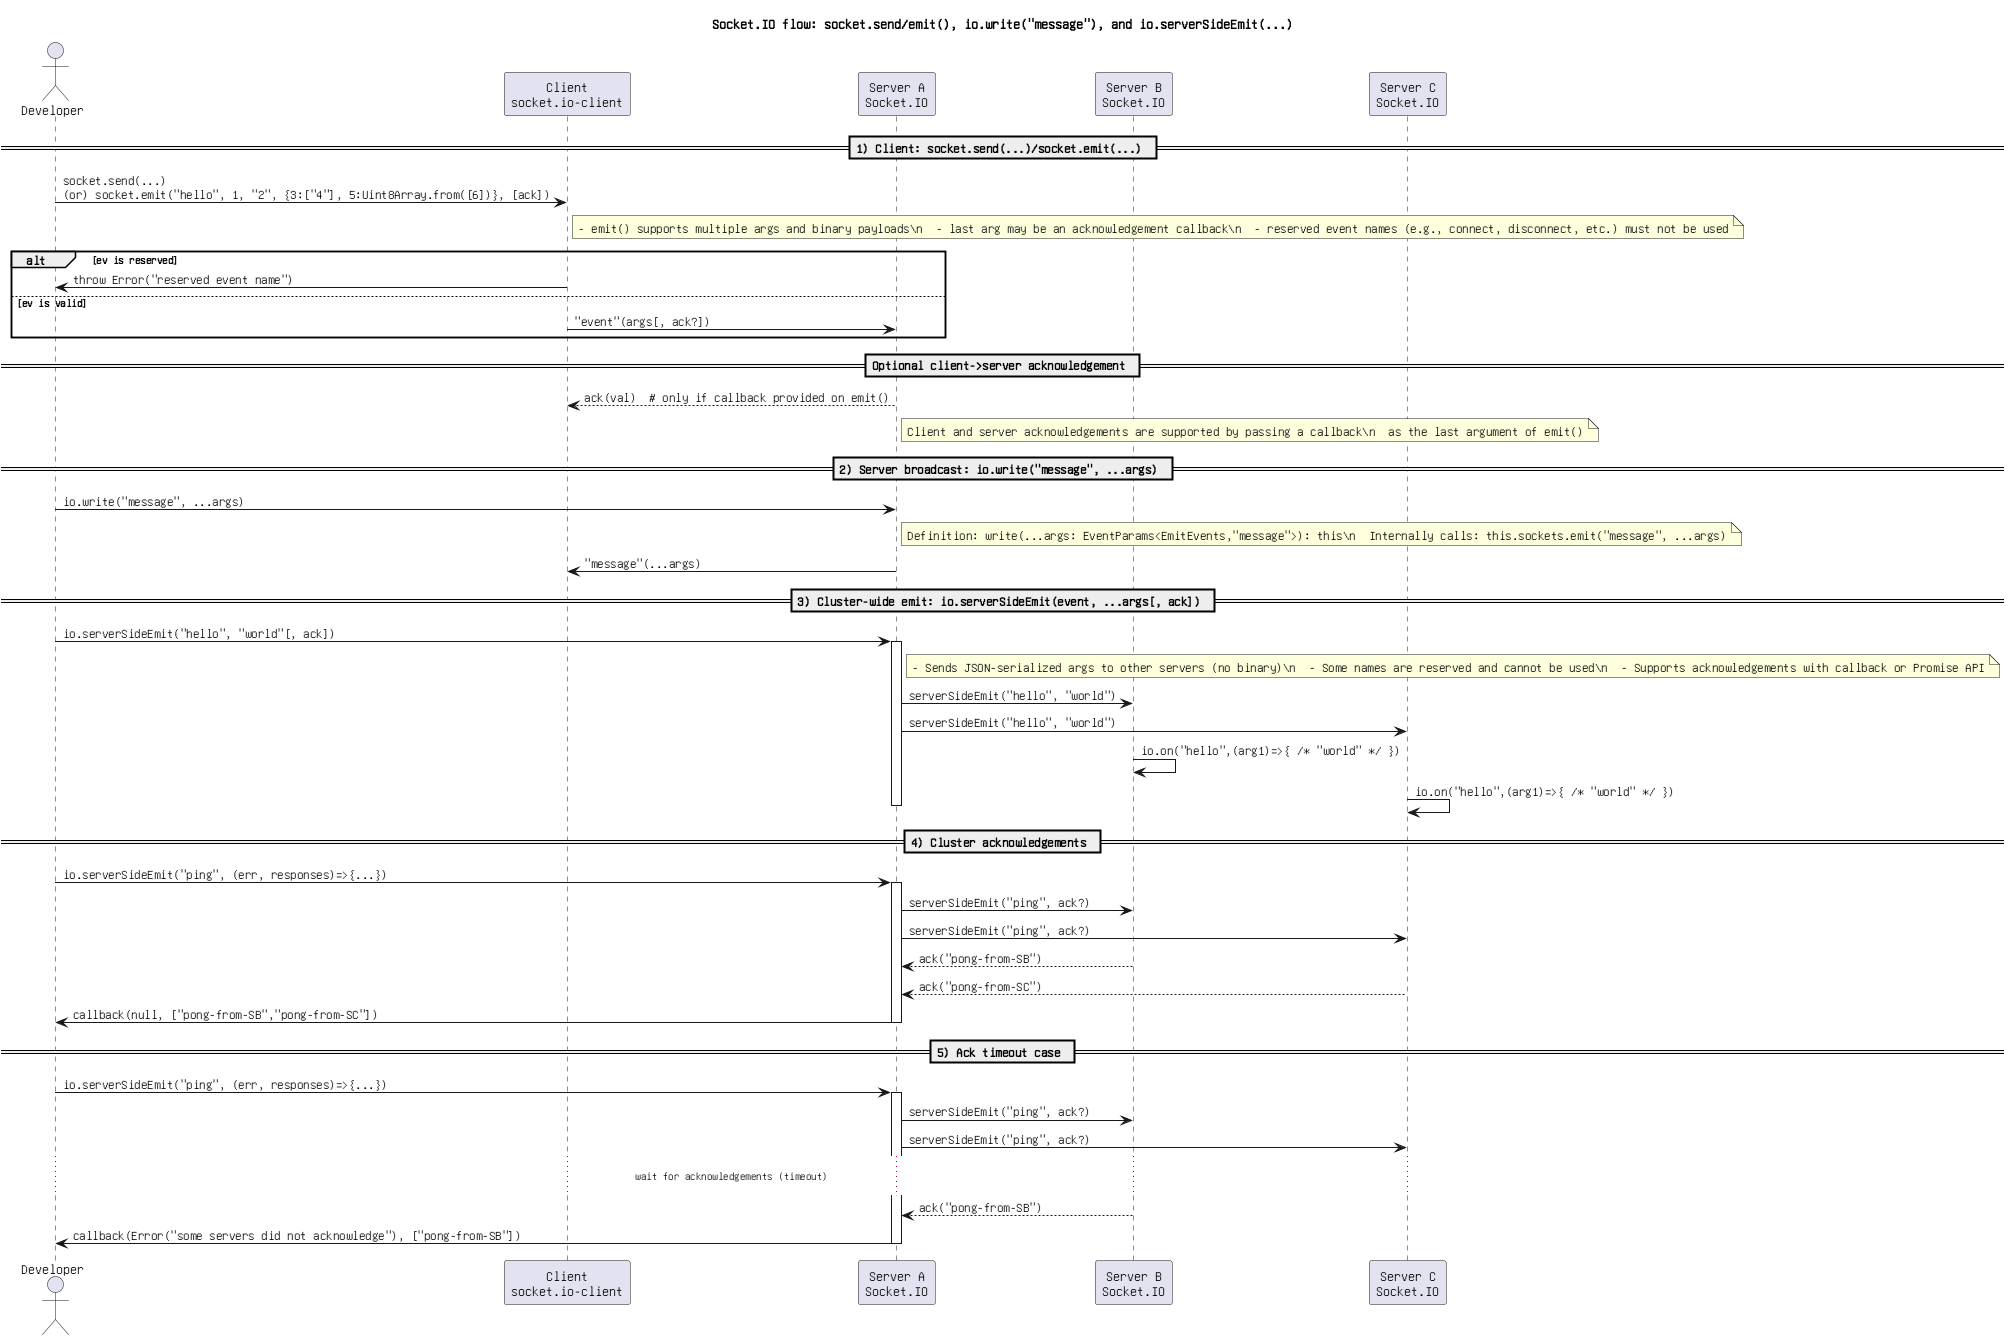 Socket.IO flow: socket.send/emit(), io.write("message"), and io.serverSideEmit(...)
Developer
Client
socket.io-client
Server A
Socket.IO
Server B
Socket.IO
Server C
Socket.IO
1) Client: socket.send(...)/socket.emit(...)
socket.send(...)
(or) socket.emit("hello", 1, "2", {3:["4"], 5:Uint8Array.from([6])}, [ack])
- emit() supports multiple args and binary payloads\n  - last arg may be an acknowledgement callback\n  - reserved event names (e.g., connect, disconnect, etc.) must not be used
alt [ev is reserved]
throw Error("reserved event name")
[ev is valid]
"event"(args[, ack?])
Optional client->server acknowledgement
ack(val)  # only if callback provided on emit()
Client and server acknowledgements are supported by passing a callback\n  as the last argument of emit()
2) Server broadcast: io.write("message", ...args)
io.write("message", ...args)
Definition: write(...args: EventParams<EmitEvents,"message">): this\n  Internally calls: this.sockets.emit("message", ...args)
"message"(...args)
3) Cluster-wide emit: io.serverSideEmit(event, ...args[, ack])
io.serverSideEmit("hello", "world"[, ack])
- Sends JSON-serialized args to other servers (no binary)\n  - Some names are reserved and cannot be used\n  - Supports acknowledgements with callback or Promise API
serverSideEmit("hello", "world")
serverSideEmit("hello", "world")
io.on("hello",(arg1)=>{ /* "world" */ })
io.on("hello",(arg1)=>{ /* "world" */ })
4) Cluster acknowledgements
io.serverSideEmit("ping", (err, responses)=>{...})
serverSideEmit("ping", ack?)
serverSideEmit("ping", ack?)
ack("pong-from-SB")
ack("pong-from-SC")
callback(null, ["pong-from-SB","pong-from-SC"])
5) Ack timeout case
io.serverSideEmit("ping", (err, responses)=>{...})
serverSideEmit("ping", ack?)
serverSideEmit("ping", ack?)
wait for acknowledgements (timeout)
ack("pong-from-SB")
callback(Error("some servers did not acknowledge"), ["pong-from-SB"])
Developer
Client
socket.io-client
Server A
Socket.IO
Server B
Socket.IO
Server C
Socket.IO